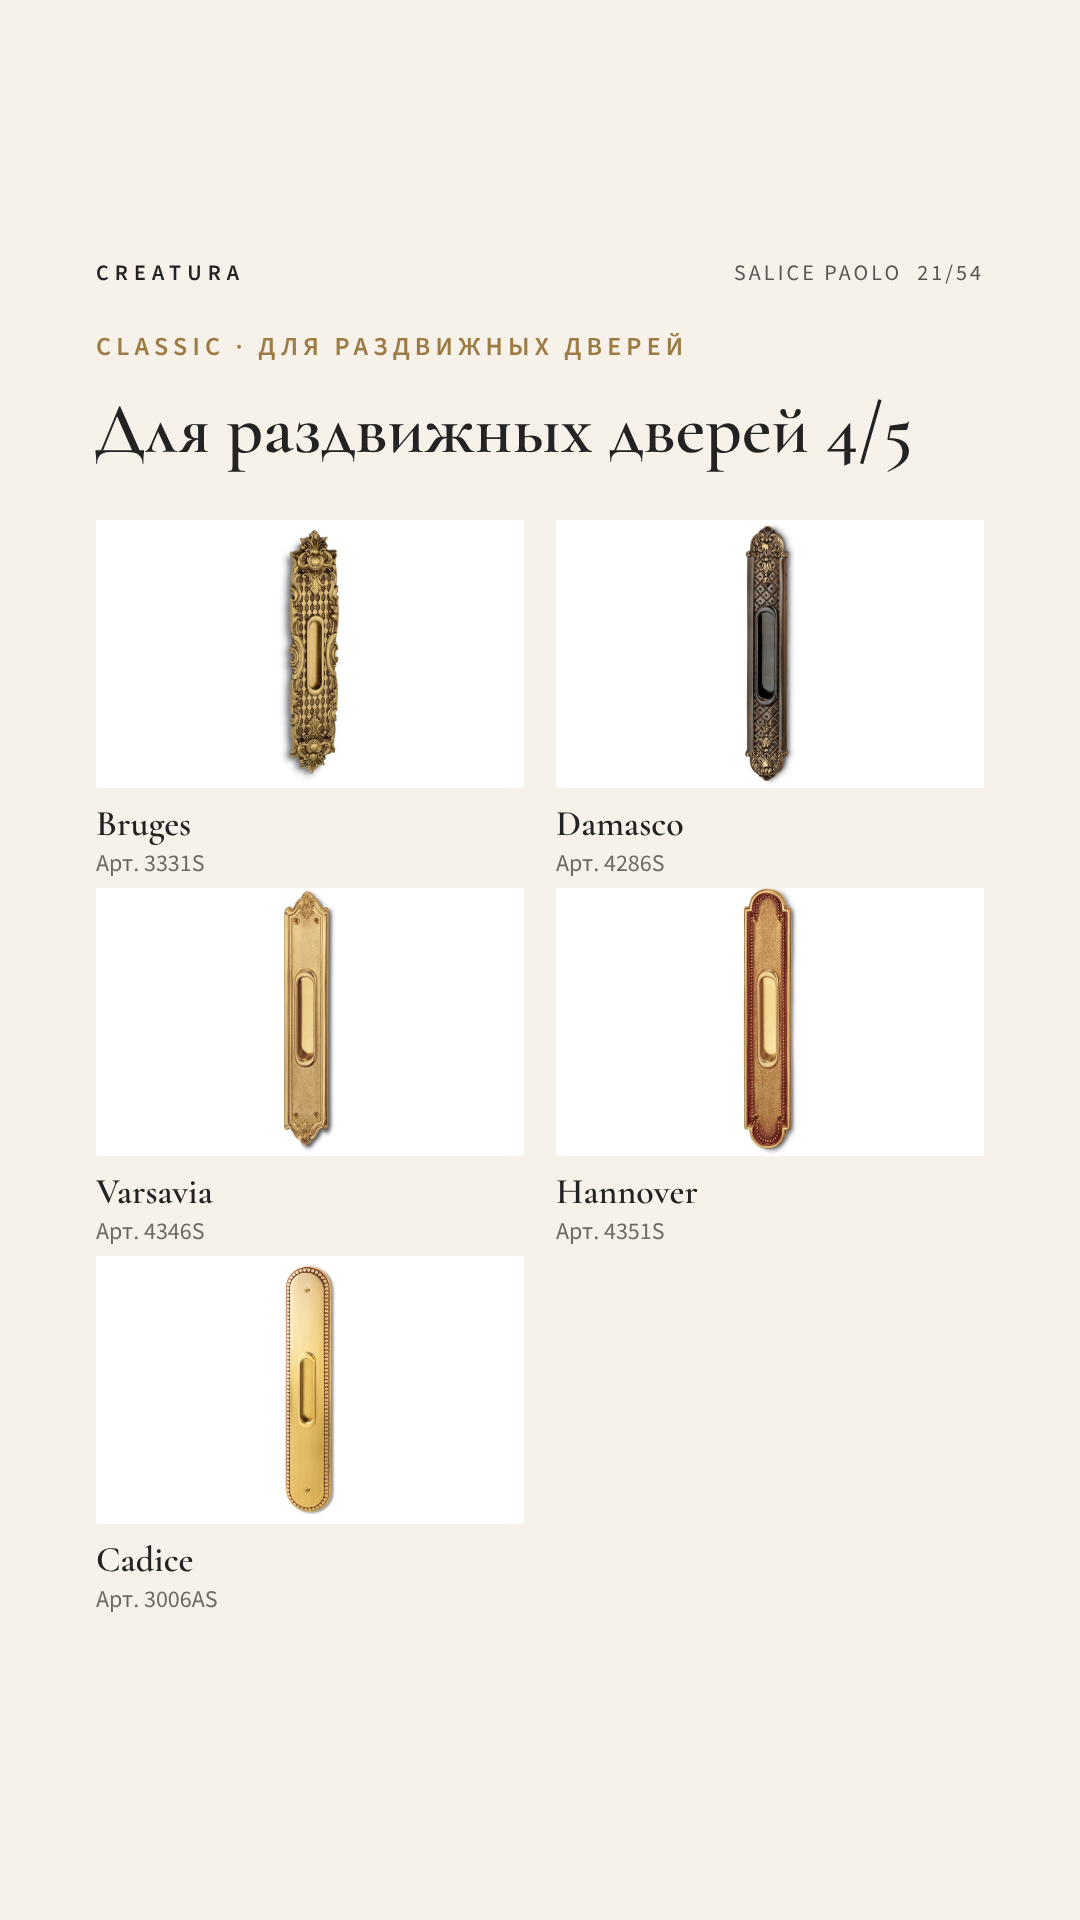 CREATURA
SALICE PAOLO 21/54
CLASSIC · ДЛЯ РАЗДВИЖНЫХ ДВЕРЕЙ
Для раздвижных дверей 4/5
Bruges
Арт. 3331S
Damasco
Арт. 4286S
Varsavia
Арт. 4346S
Hannover
Арт. 4351S
Cadice
Арт. 3006AS